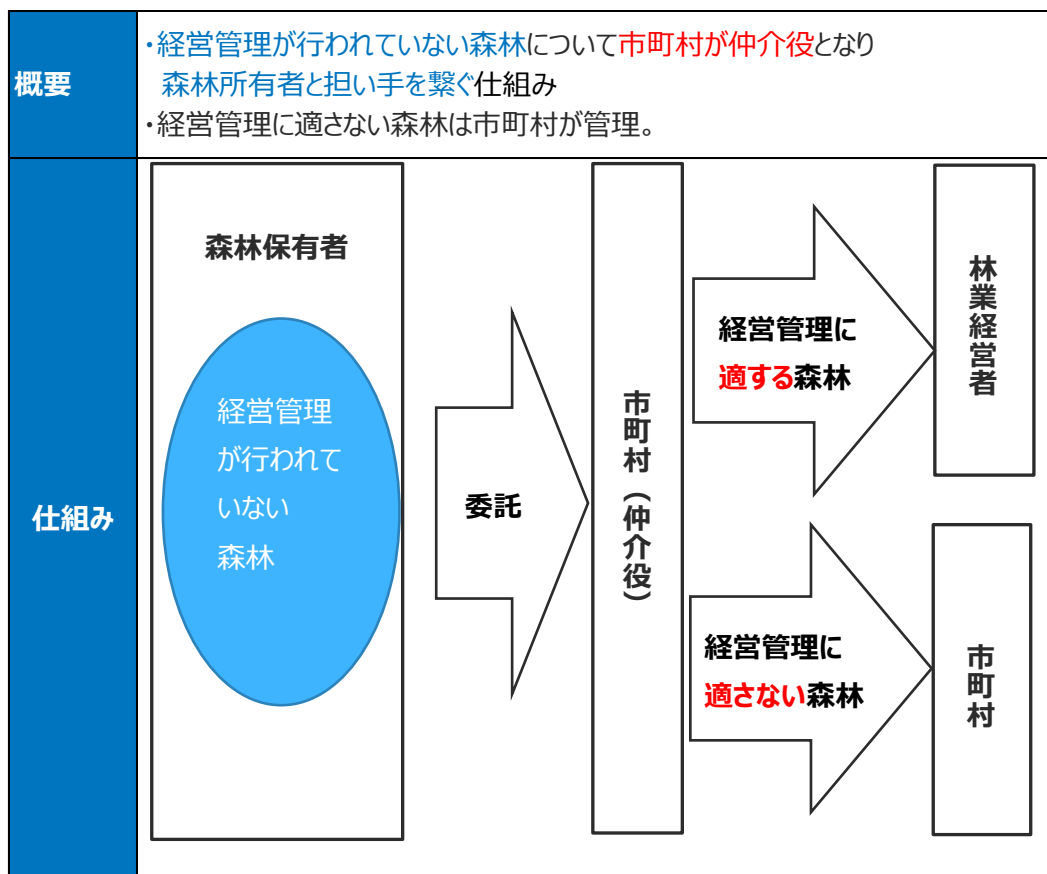 概要
・経営管理が行われていない森林について市町村が仲介役となり
森林所有者と担い手を繋ぐ仕組み
・経営管理に適さない森林は市町村が管理。
仕組み
森林保有者
経営管理
が行われて
いない
森林
委託
市町村（仲介役）
経営管理に
適する森林
林業経営者
経営管理に
適さない森林
市町村